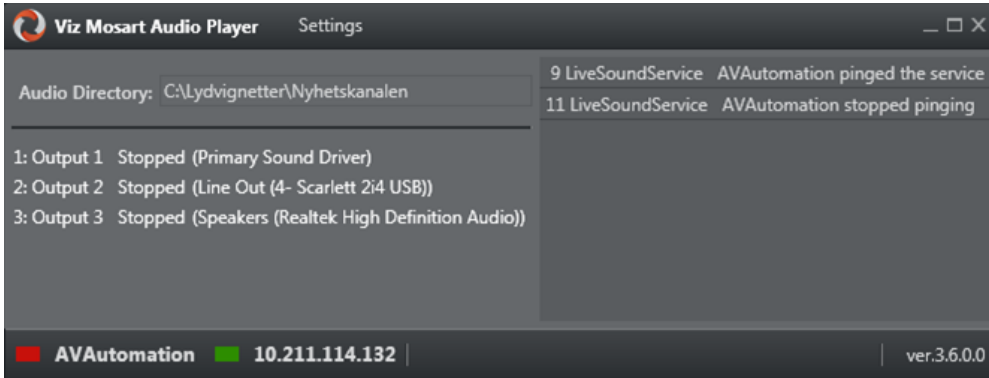 Viz Mosart Audio Player Settings
Audio Directory: C:\Lydvignetter\Nyhetskanalen
1: Output 1 Stopped (Primary Sound Driver)
2: Output 2 Stopped (Line Out (4- Scarlett 2i4 USB))
3: Output 3 Stopped (Speakers (Realtek High Definition Audio))
9 LiveSoundService AVAutomation pinged the service
11 LiveSoundService AVAutomation stopped pinging
AVAutomation 10.211.114.132 ver.3.6.0.0